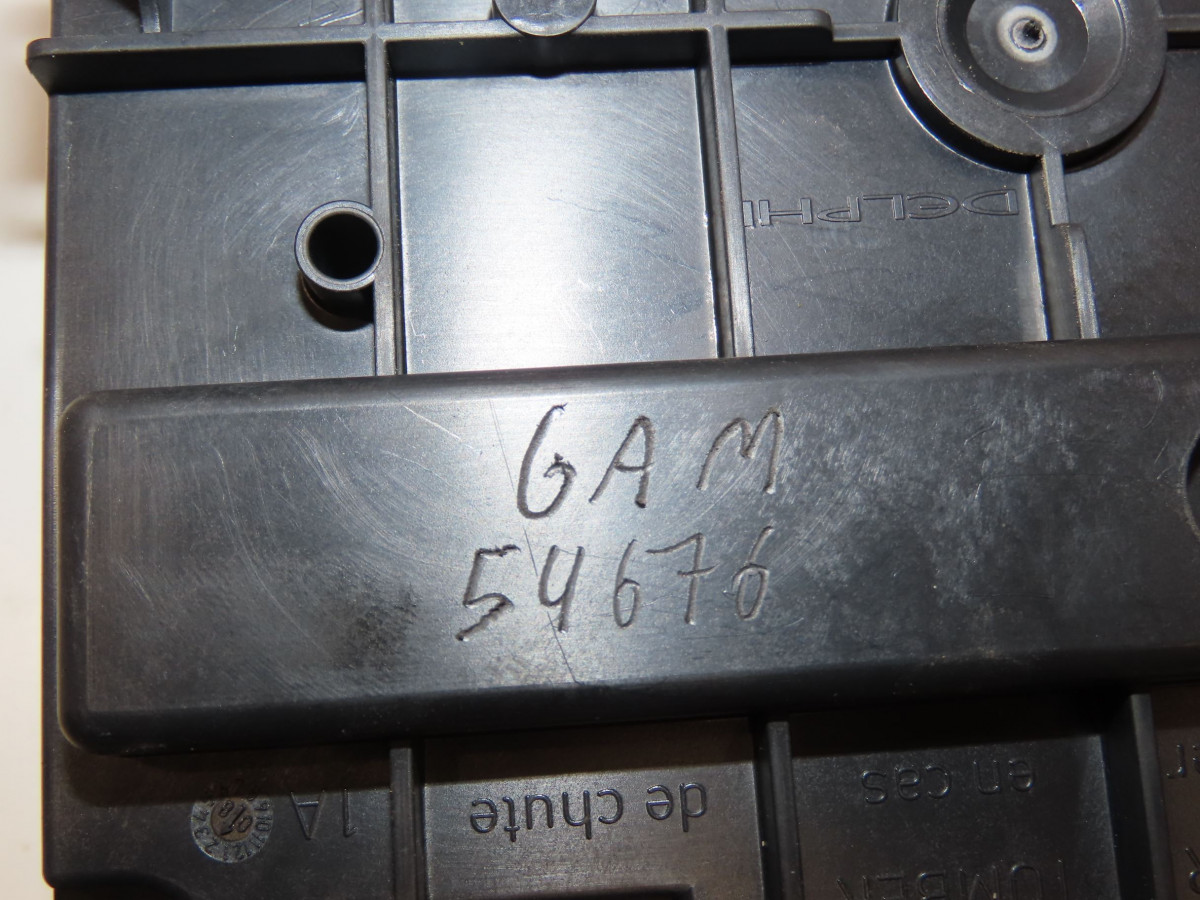 DELPHI
GAM
54676
1A
de chute
en cas